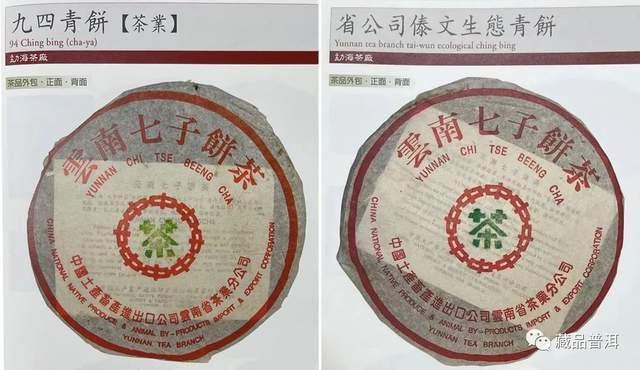 九四青餅【茶業】
94 Ching bing (cha-ya)
勐海茶廠
茶品外包·正面·背面
雲南七子餅茶
YUNNAN CHI TSE BEENG CHA
茶
中國土產畜產進出口公司雲南省茶葉分公司
CHINA NATIONAL NATIVE PRODUCE & ANIMAL BY-PRODUCTS IMPORT & EXPORT CORPORATION
YUNNAN TEA BRANCH
省公司傣文生態青餅
Yunnan tea branch tai-wun ecological ching bing
勐海茶廠
茶品外包·正面·背面
雲南七子餅茶
YUNNAN CHI TSE BEENG CHA
茶
中國土產畜產進出口公司雲南省茶葉分公司
CHINA NATIONAL NATIVE PRODUCE & ANIMAL BY-PRODUCTS IMPORT & EXPORT CORPORATION
YUNNAN TEA BRANCH
藏品普洱